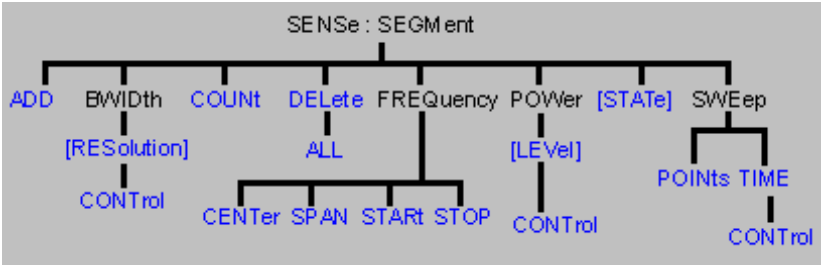 SENSe : SEGMent
ADD BWIDth COUNt DELete FREQuency POWer [STATe] SWEep
[RESolution] ALL [LEVel]
POINts TIME
CONTrol
CENTer SPAN STARt STOP CONTrol
CONTrol